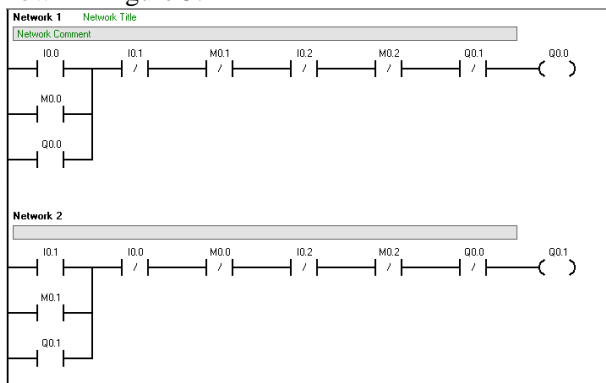 Network 1 Network Title
Network Comment
I0.0 I0.1 M0.1 I0.2 M0.2 Q0.1 Q0.0
M0.0
Q0.0
Network 2
I0.1 I0.0 M0.0 I0.2 M0.2 Q0.0 Q0.1
M0.1
Q0.1